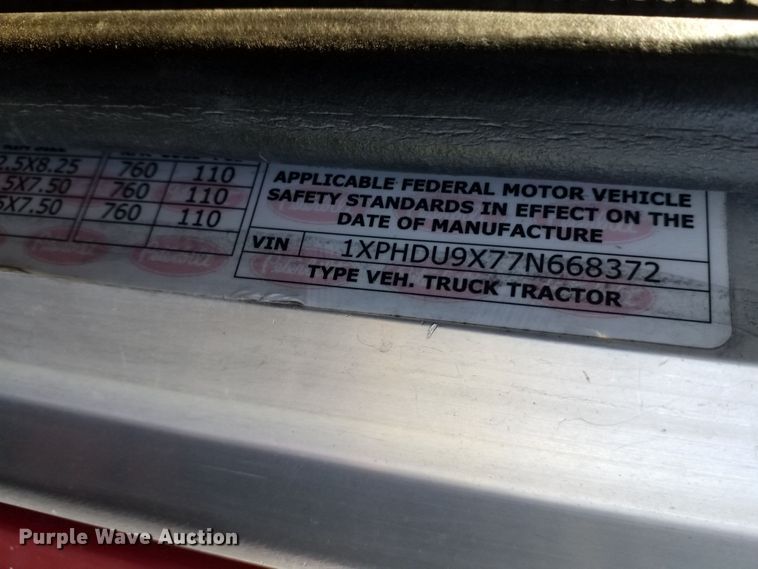 2.5X8.25 760 110
.5X7.50 760 110
5X7.50 760 110
APPLICABLE FEDERAL MOTOR VEHICLE
SAFETY STANDARDS IN EFFECT ON THE
DATE OF MANUFACTURE
VIN 1XPHDU9X77N668372
TYPE VEH. TRUCK TRACTOR
Purple Wave Auction